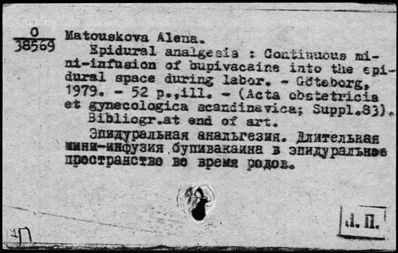 О
38569
Matouskova Alena.
Epidural analgesia : Continuous mi-
ni-infusion of bupivacaine into the epi-
dural space during labor. - Göteborg,
1979. - 52 p.,ill. - (Acta obstetricia
et gynecologica scandinavica; Suppl.83).
Bibliogr.at end of art.
Эпидуральная анальгезия. Длительная
мини-инфузия бупивакаина в эпидуральное
пространство во время родов.
Л. П.